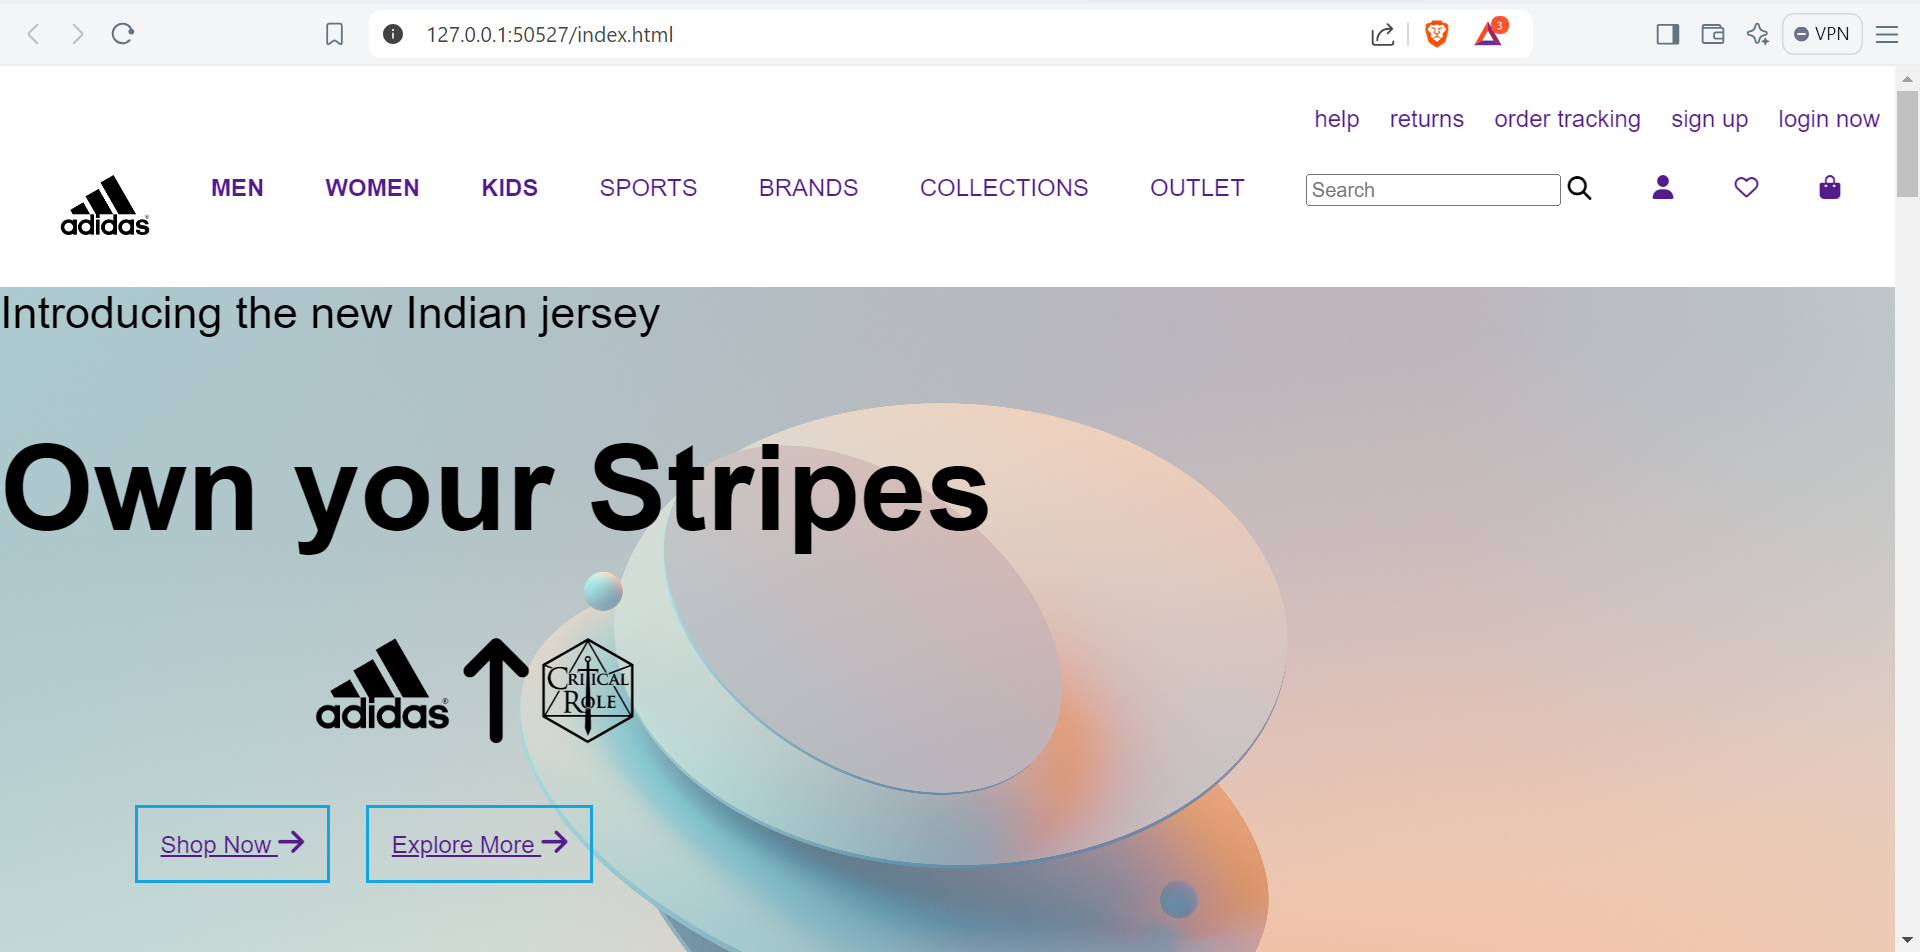 127.0.0.1:50527/index.html
3
VPN
help returns order tracking sign up login now
adidas
MEN WOMEN KIDS SPORTS BRANDS COLLECTIONS OUTLET Search
Introducing the new Indian jersey
Own your Stripes
adidas®
CRITICAL
ROLE
Shop Now
Explore More